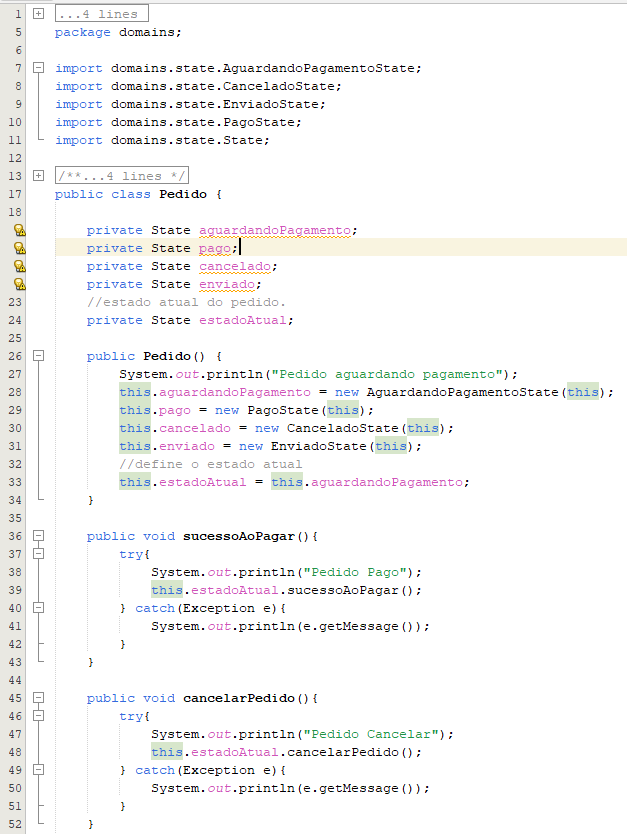 1 ...4 lines
5 package domains;
6
7 import domains.state.AguardandoPagamentoState;
8 import domains.state.CanceladoState;
9 import domains.state.EnviadoState;
10 import domains.state.PagoState;
11 import domains.state.State;
12
13 /**...4 lines */
17 public class Pedido {
18
private State aguardandoPagamento;
private State pago;
private State cancelado;
private State enviado;
23 //estado atual do pedido.
24 private State estadoAtual;
25
26 public Pedido() {
27 System.out.println("Pedido aguardando pagamento");
28 this.aguardandoPagamento = new AguardandoPagamentoState(this);
29 this.pago = new PagoState(this);
30 this.cancelado = new CanceladoState(this);
31 this.enviado = new EnviadoState(this);
32 //define o estado atual
33 this.estadoAtual = this.aguardandoPagamento;
34 }
35
36 public void sucessoAoPagar(){
37 try{
38 System.out.println("Pedido Pago");
39 this.estadoAtual.sucessoAoPagar();
40 } catch(Exception e){
41 System.out.println(e.getMessage());
42 }
43 }
44
45 public void cancelarPedido(){
46 try{
47 System.out.println("Pedido Cancelar");
48 this.estadoAtual.cancelarPedido();
49 } catch(Exception e){
50 System.out.println(e.getMessage());
51 }
52 }